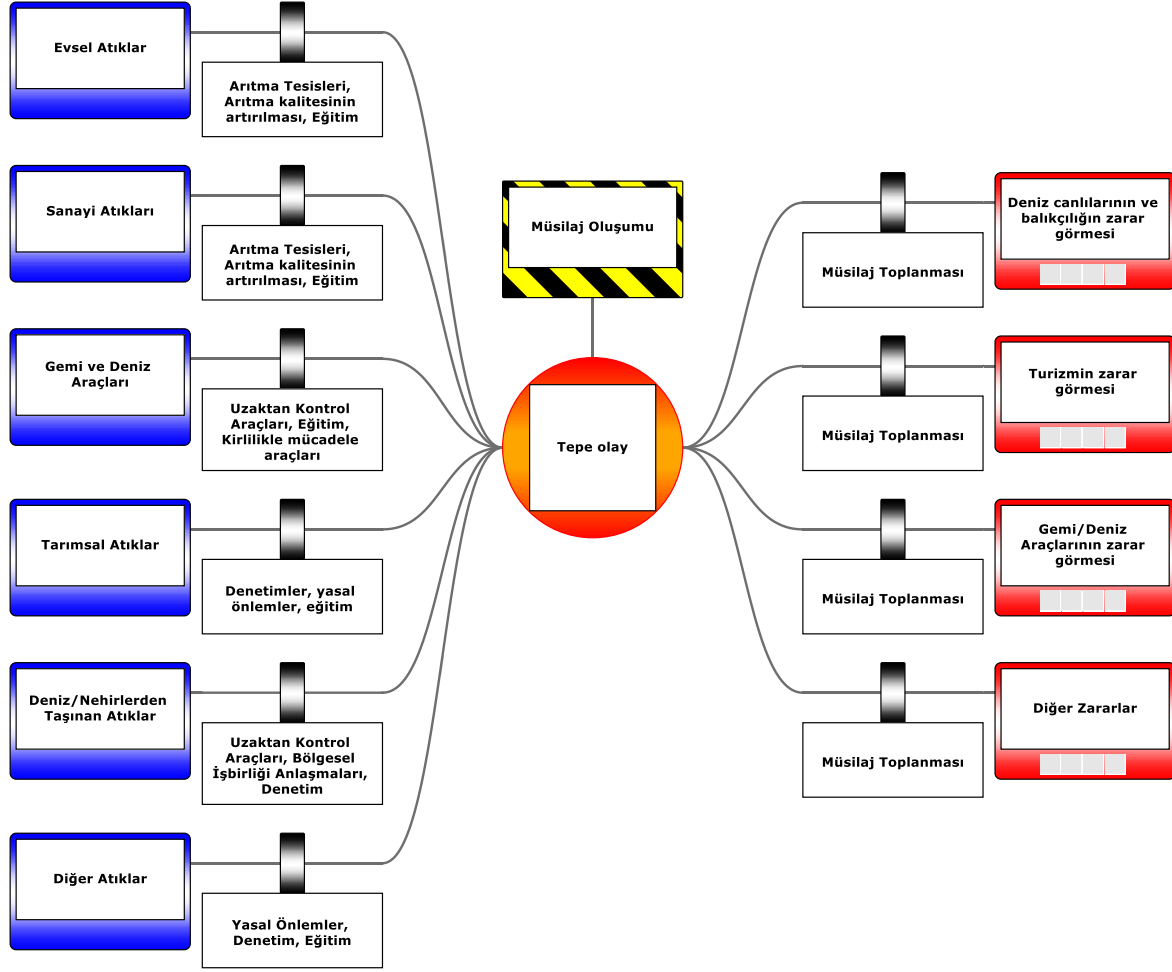 Evsel Atıklar
Arıtma Tesisleri,
Arıtma kalitesinin
artırılması, Eğitim
Sanayi Atıkları
Arıtma Tesisleri,
Arıtma kalitesinin
artırılması, Eğitim
Gemi ve Deniz
Araçları
Uzaktan Kontrol
Araçları, Eğitim,
Kirlilikle mücadele
araçları
Tarımsal Atıklar
Denetimler, yasal
önlemler, eğitim
Deniz/Nehirlerden
Taşınan Atıklar
Uzaktan Kontrol
Araçları, Bölgesel
İşbirliği Anlaşmaları,
Denetim
Diğer Atıklar
Yasal Önlemler,
Denetim, Eğitim
Müsilaj Oluşumu
Tepe olay
Müsilaj Toplanması
Deniz canlılarının ve
balıkçılığın zarar
görmesi
Müsilaj Toplanması
Turizmin zarar
görmesi
Müsilaj Toplanması
Gemi/Deniz
Araçlarının zarar
görmesi
Müsilaj Toplanması
Diğer Zararlar